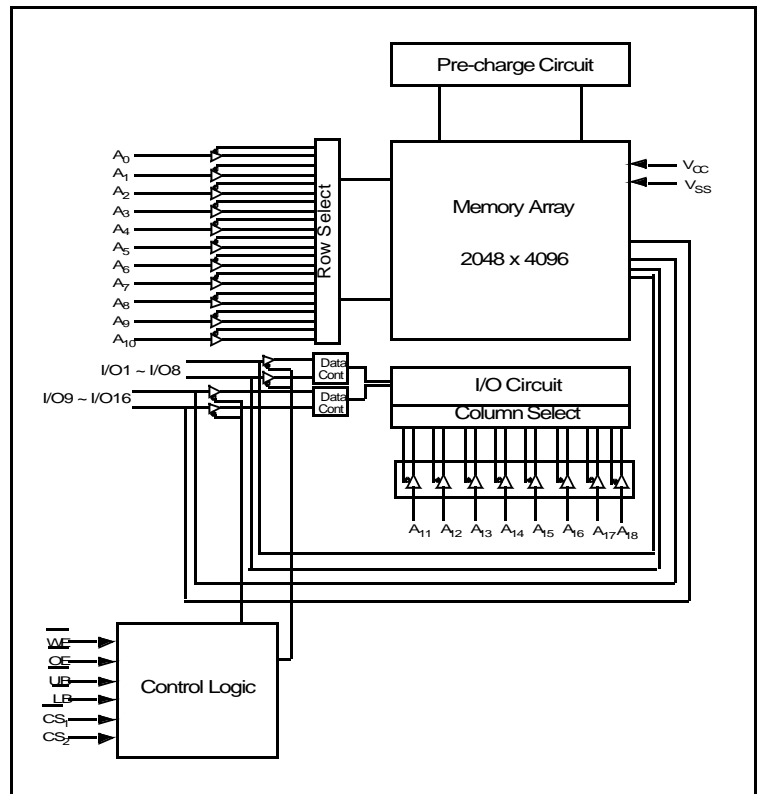 Pre-charge Circuit
A0
A1
A2
A3
A4
A5
A6
A7
A8
A9
A10
Row Select
Memory Array
2048 x 4096
VCC
VSS
I/O1 ~ I/O8
I/O9 ~ I/O16
Data
Cont
Data
Cont
I/O Circuit
Column Select
A11 A12 A13 A14 A15 A16 A17 A18
WE
OE
UB
LB
CS1
CS2
Control Logic